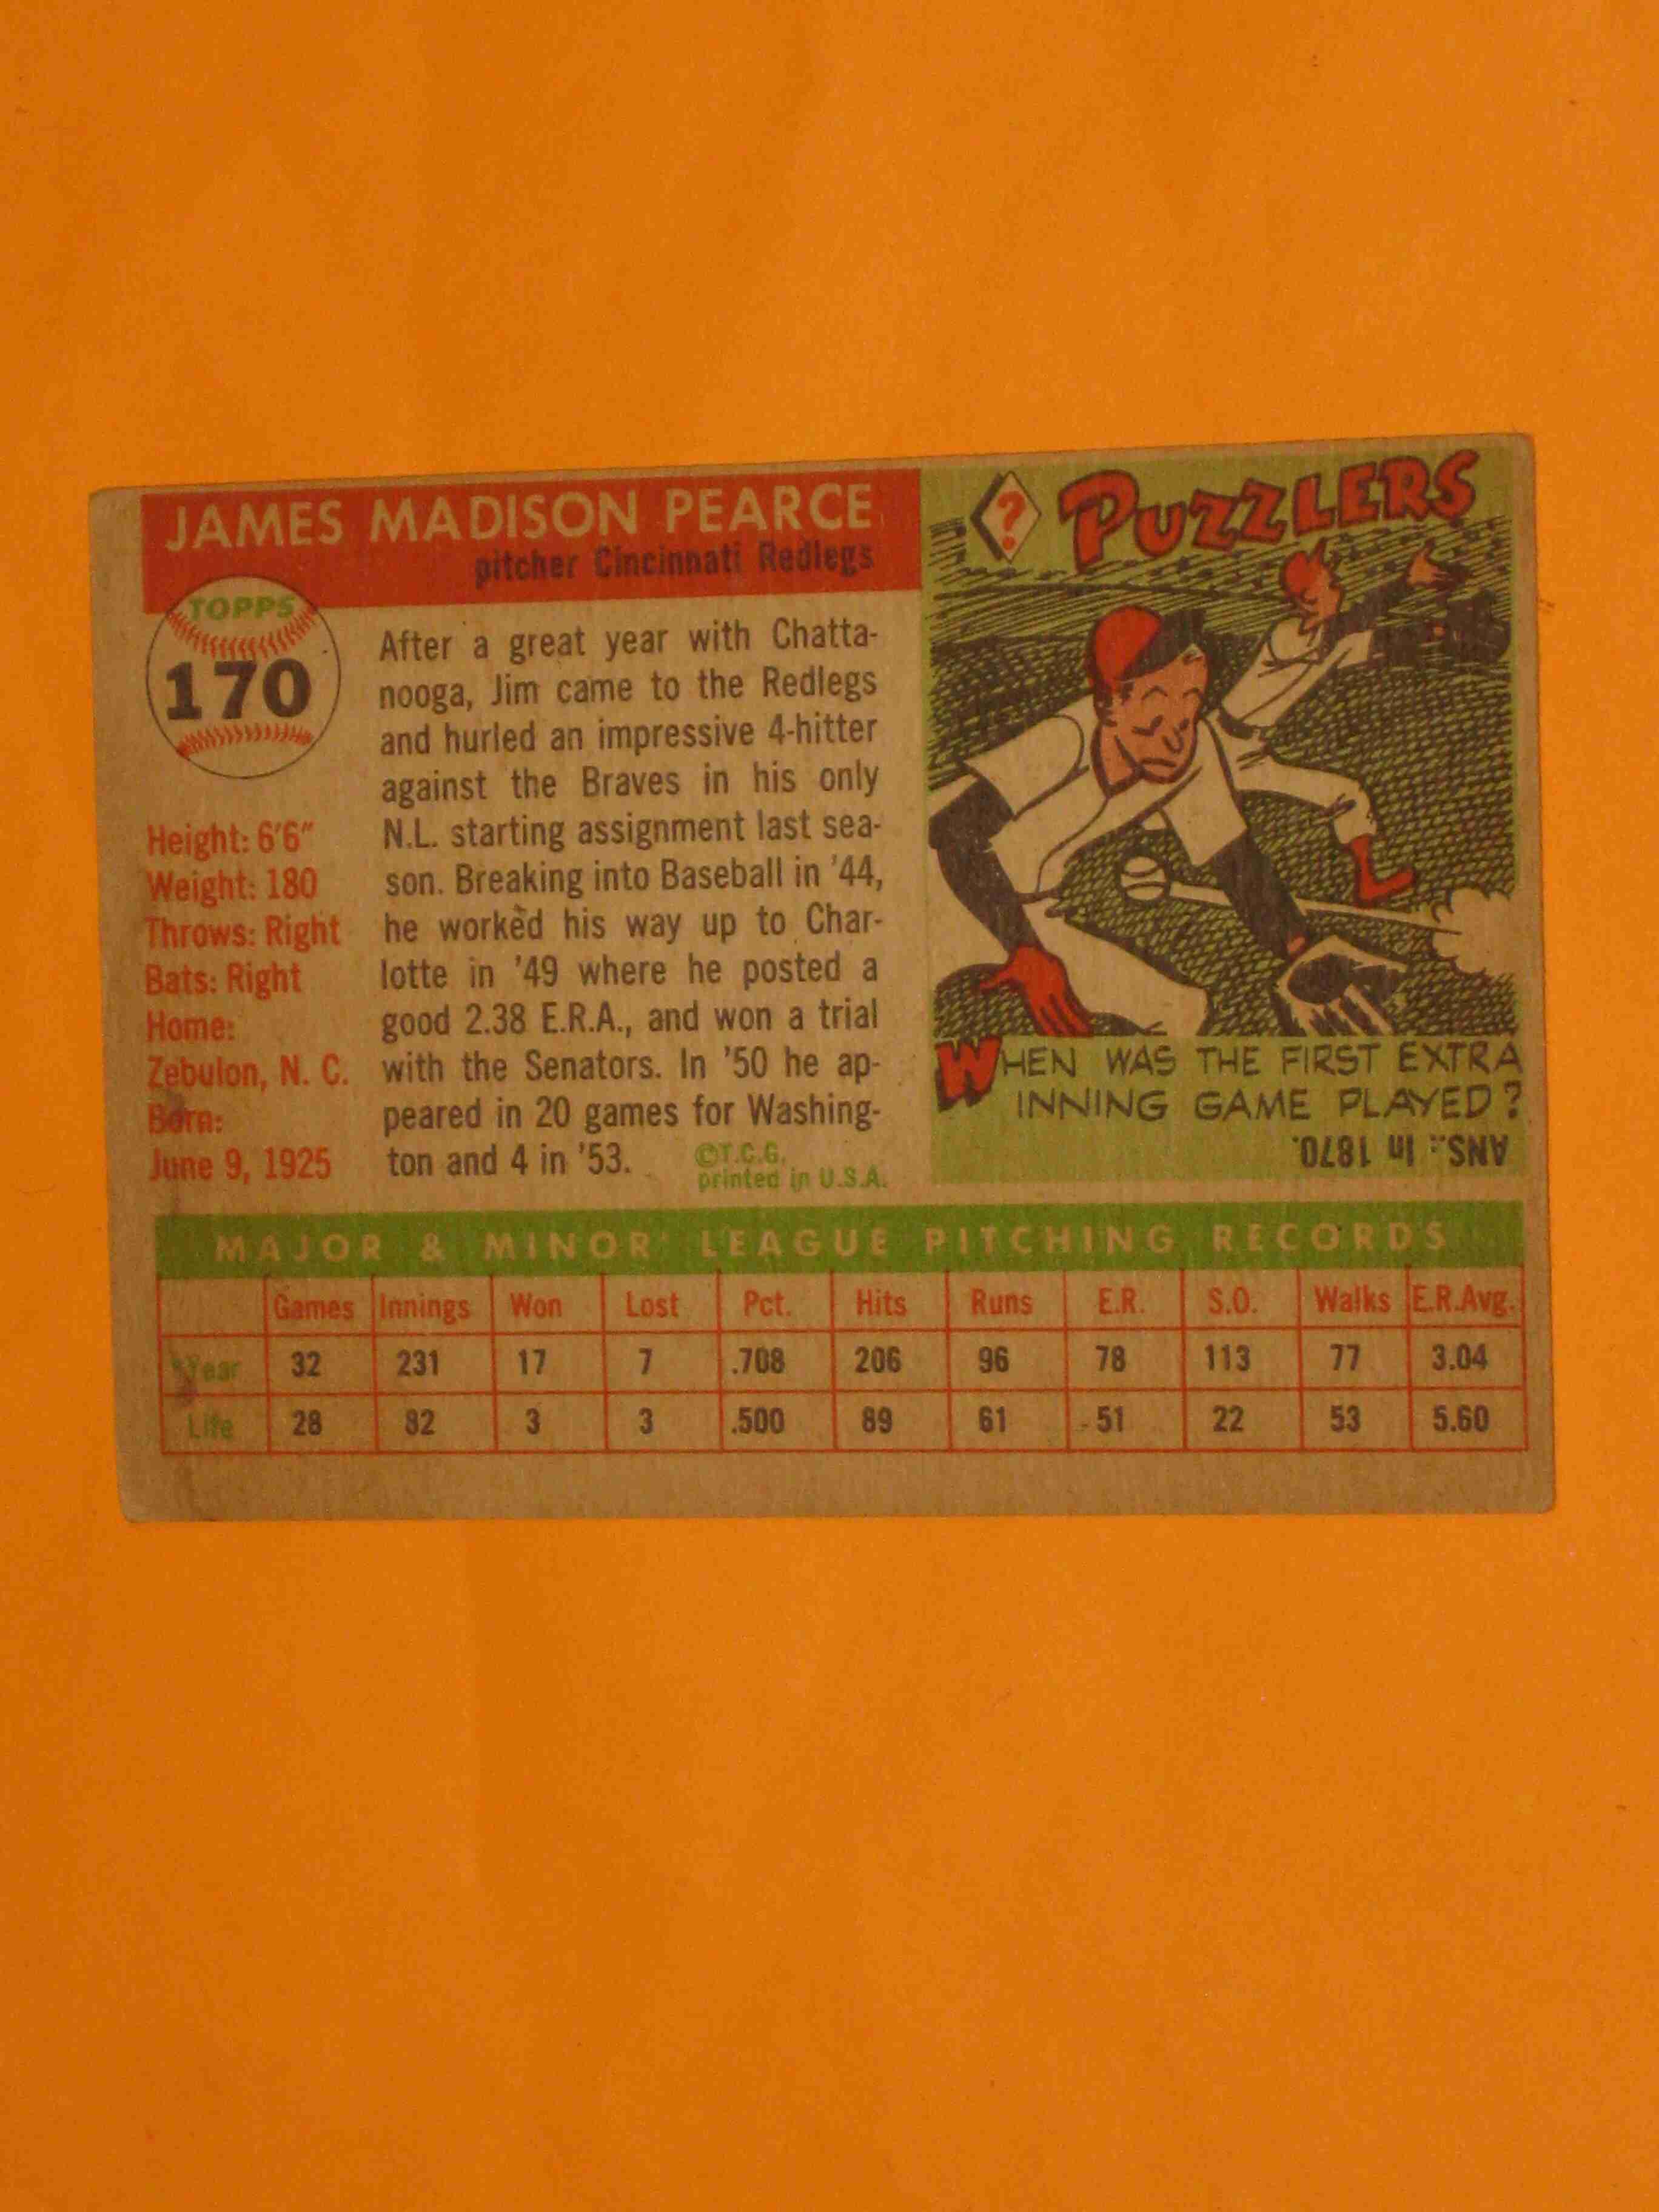 JAMES MADISON PEARCE
pitcher Cincinnati Redlegs
TOPPS
170
Height: 6'6"
Weight: 180
Throws: Right
Bats: Right
Home:
Zebulon, N. C.
Born:
June 9, 1925
After a great year with Chatta-
nooga, Jim came to the Redlegs
and hurled an impressive 4-hitter
against the Braves in his only
N.L. starting assignment last sea-
son. Breaking into Baseball in '44,
he worked his way up to Char-
lotte in '49 where he posted a
good 2.38 E.R.A., and won a trial
with the Senators. In '50 he ap-
peared in 20 games for Washing-
ton and 4 in '53.
©T.C.G.
printed in U.S.A.
? PUZZLERS
WHEN WAS THE FIRST EXTRA
INNING GAME PLAYED?
ANS.: In 1870.
MAJOR & MINOR LEAGUE PITCHING RECORDS
Games Innings Won Lost Pct. Hits Runs E.R. S.O. Walks E.R.Avg.
*Year 32 231 17 7 .708 206 96 78 113 77 3.04
Life 28 82 3 3 .500 89 61 51 22 53 5.60